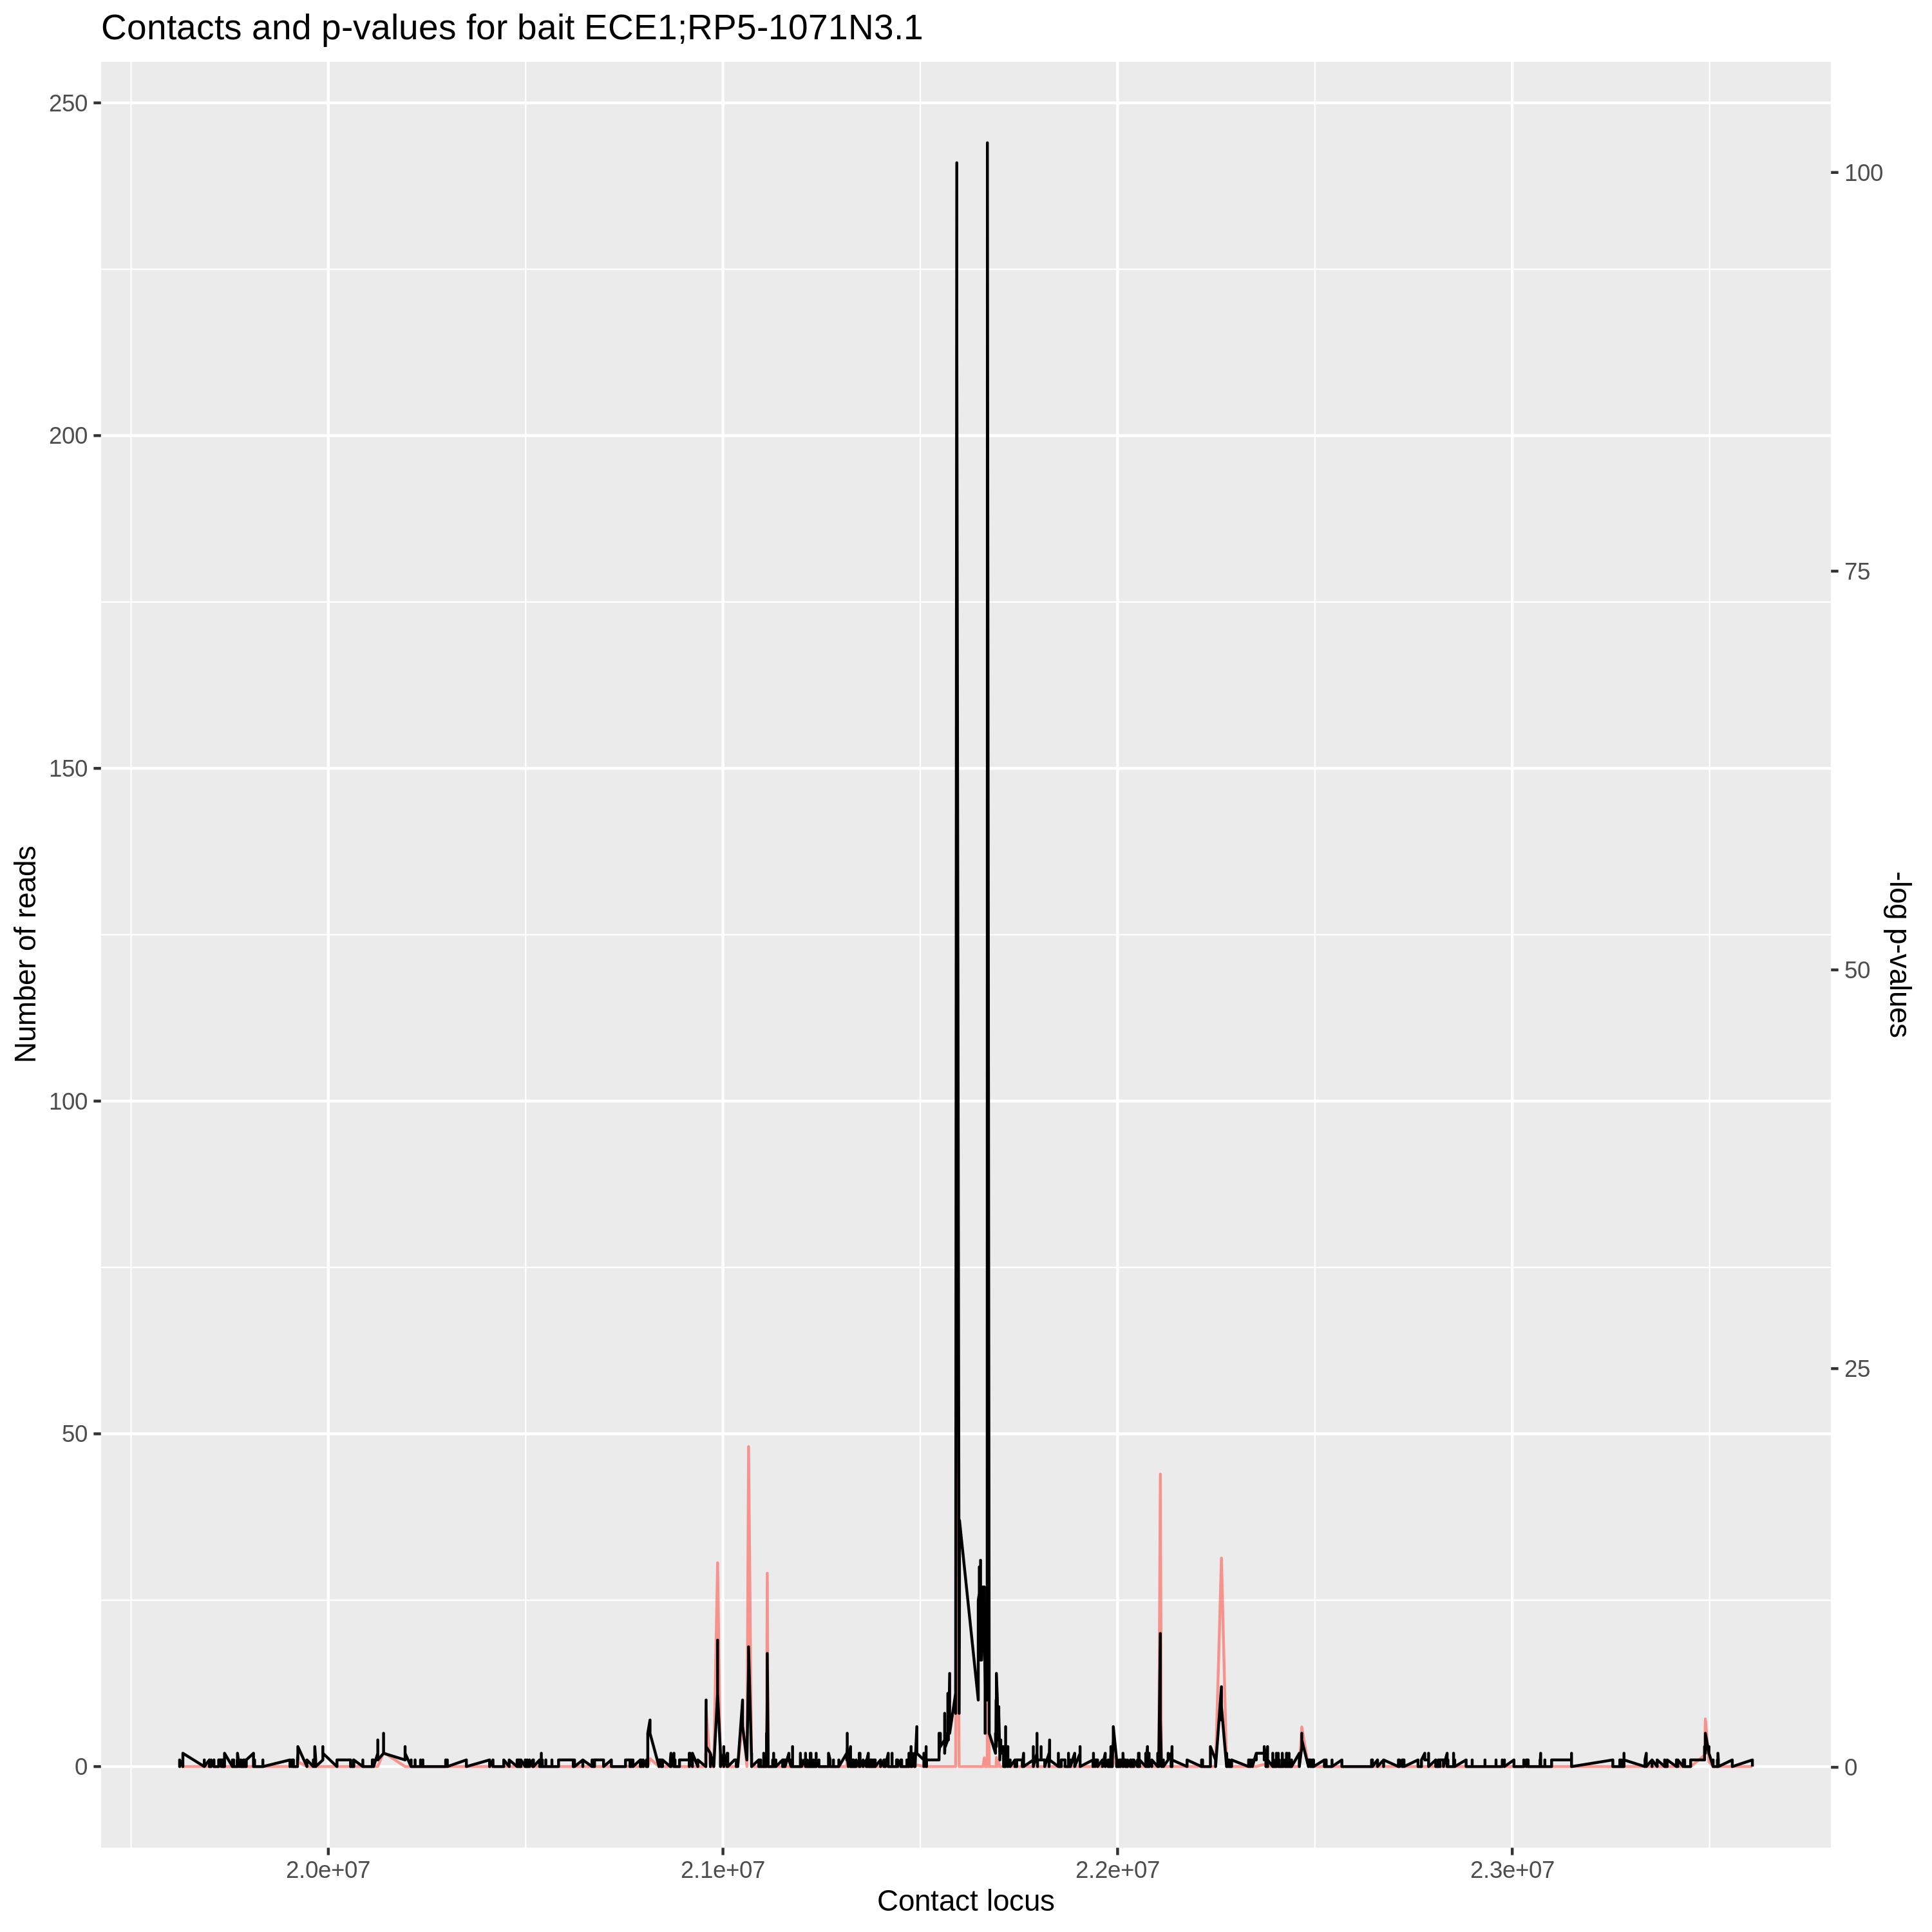 Contacts and p-values for bait ECE1;RP5-1071N3.1
250
200
150
100
50
0
Number of reads
100
75
50
25
0
-log p-values
2.0e+07 2.1e+07 2.2e+07 2.3e+07
Contact locus